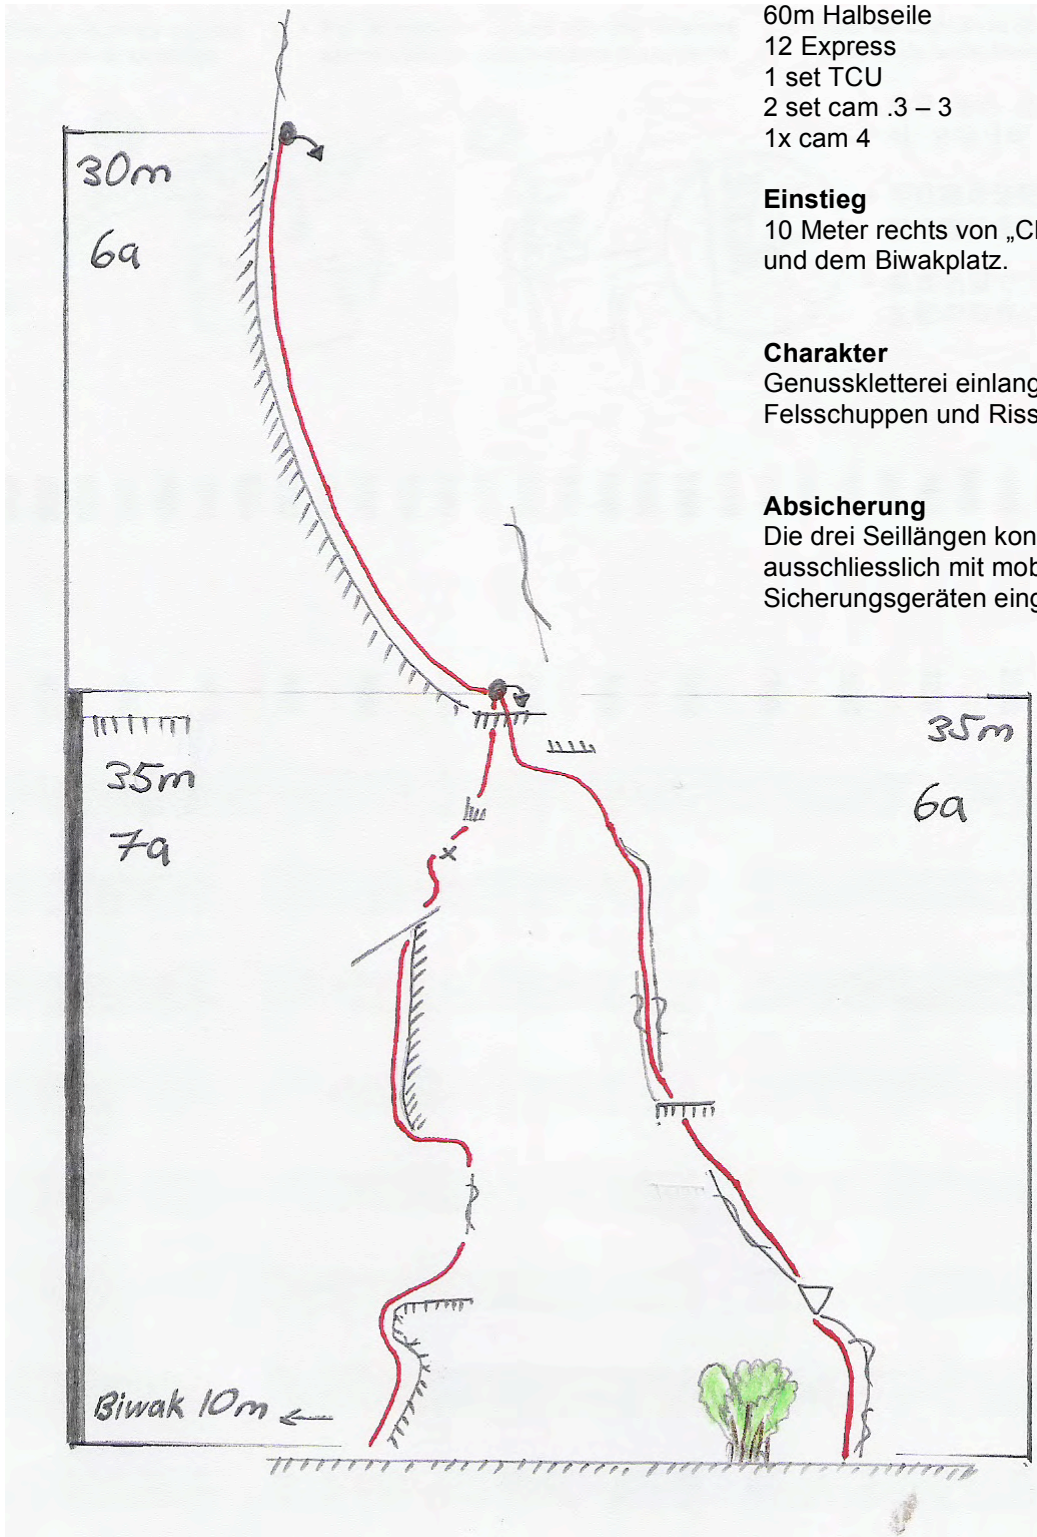 60m Halbseile
12 Express
1 set TCU
2 set cam .3 – 3
1x cam 4
Einstieg
10 Meter rechts von „Cl
und dem Biwakplatz.
Charakter
Genusskletterei einlang
Felsschuppen und Riss
Absicherung
Die drei Seillängen kon
ausschliesslich mit mob
Sicherungsgeräten eing
30m
6a
35m
7a
35m
6a
Biwak 10m